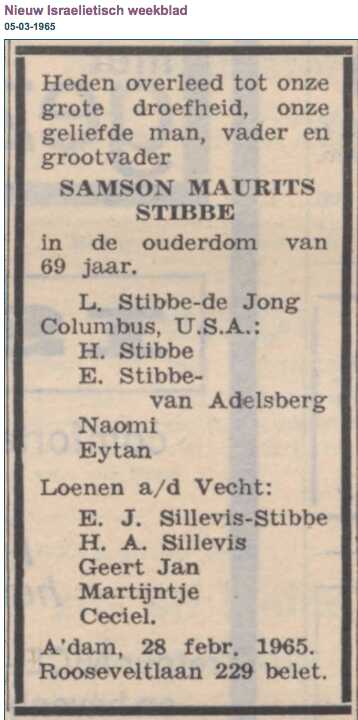 Nieuw Israelietisch weekblad
05-03-1965
Heden overleed tot onze
grote droefheid, onze
geliefde man, vader en
grootvader
SAMSON MAURITS
STIBBE
in de ouderdom van
69 jaar.
L. Stibbe-de Jong
Columbus, U.S.A.:
H. Stibbe
E. Stibbe-
van Adelsberg
Naomi
Eytan
Loenen a/d Vecht:
E. J. Sillevis-Stibbe
H. A. Sillevis
Geert Jan
Martijntje
Ceciel.
A'dam, 28 febr. 1965.
Rooseveltlaan 229 belet.